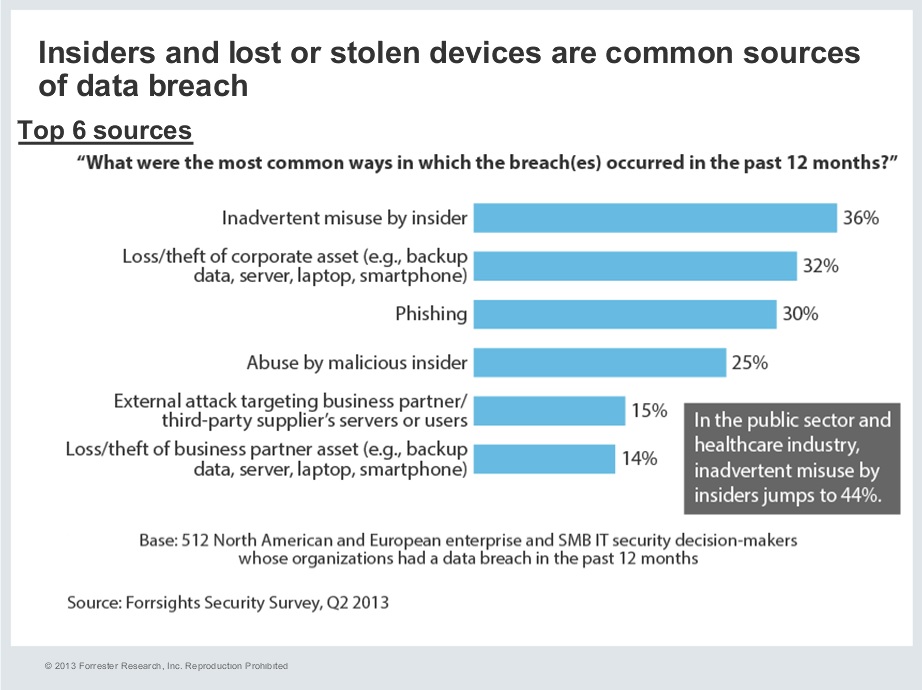 Insiders and lost or stolen devices are common sources
of data breach
Top 6 sources
“What were the most common ways in which the breach(es) occurred in the past 12 months?”
Inadvertent misuse by insider
36%
Loss/theft of corporate asset (e.g., backup
data, server, laptop, smartphone)
32%
Phishing
30%
Abuse by malicious insider
25%
External attack targeting business partner/
third-party supplier’s servers or users
15%
Loss/theft of business partner asset (e.g., backup
data, server, laptop, smartphone)
14%
In the public sector and
healthcare industry,
inadvertent misuse by
insiders jumps to 44%.
Base: 512 North American and European enterprise and SMB IT security decision-makers
whose organizations had a data breach in the past 12 months
Source: Forrsights Security Survey, Q2 2013
© 2013 Forrester Research, Inc. Reproduction Prohibited